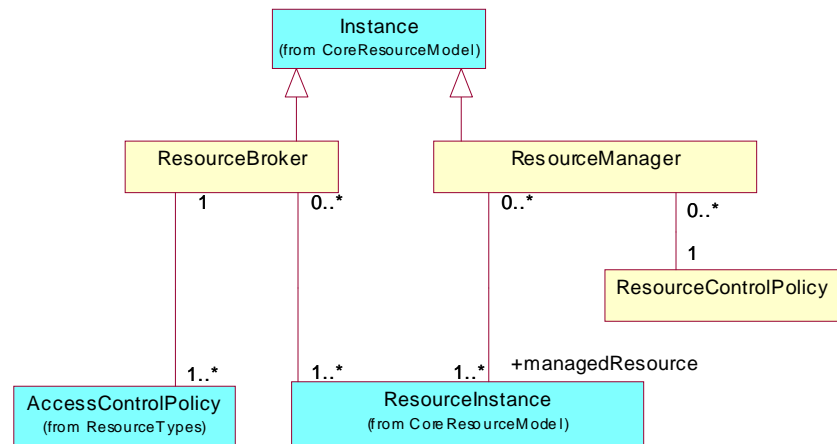 Instance
(from CoreResourceModel)
ResourceBroker
ResourceManager
1
0..*
0..*
0..*
1
ResourceControlPolicy
+managedResource
1..*
1..*
1..*
AccessControlPolicy
(from ResourceTypes)
ResourceInstance
(from CoreResourceModel)